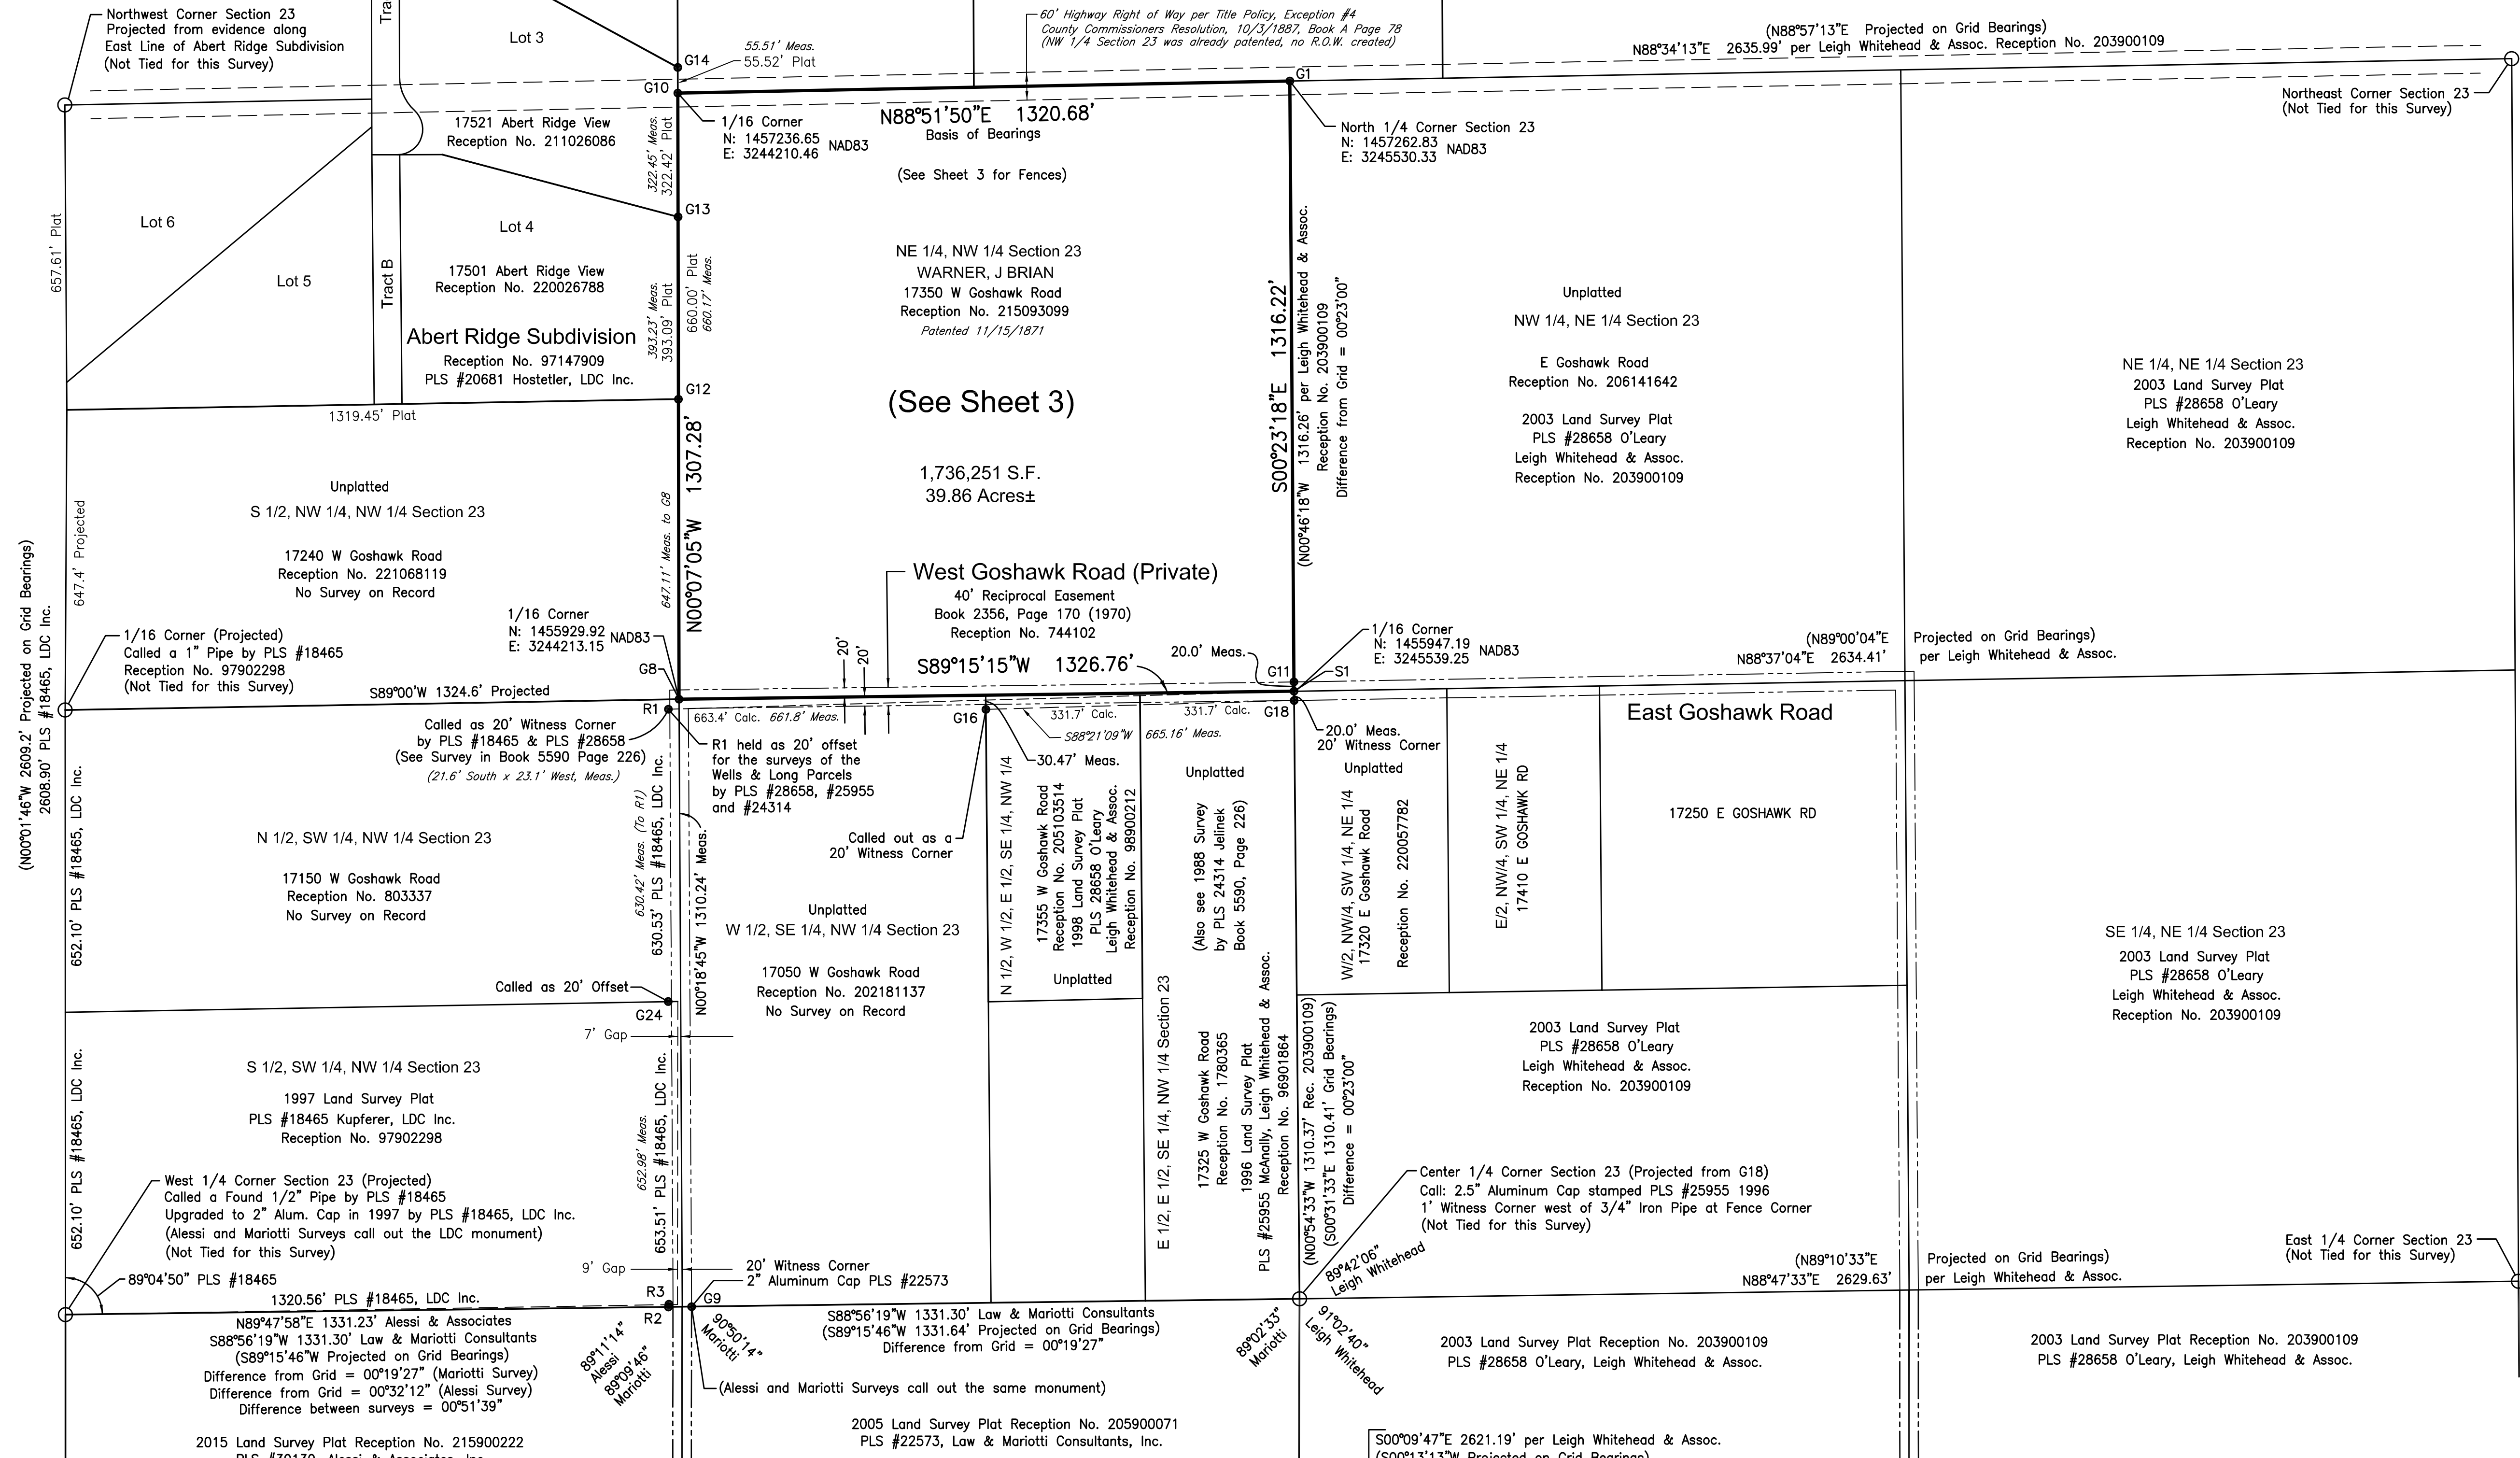 Northwest Corner Section 23
Projected from evidence along
East Line of Abert Ridge Subdivision
(Not Tied for this Survey)
Tra
Lot 3
G14
55.51' Meas.
55.52' Plat
60' Highway Right of Way per Title Policy, Exception #4
County Commissioners Resolution, 10/3/1887, Book A Page 78
(NW 1/4 Section 23 was already patented, no R.O.W. created)
(N88°57'13"E Projected on Grid Bearings)
N88°34'13"E 2635.99' per Leigh Whitehead & Assoc. Reception No. 203900109
G10
G1
N88°51'50"E 1320.68'
Basis of Bearings
(See Sheet 3 for Fences)
1/16 Corner
N: 1457236.65
E: 3244210.46
NAD83
North 1/4 Corner Section 23
N: 1457262.83
E: 3245530.33
NAD83
Northeast Corner Section 23
(Not Tied for this Survey)
17521 Abert Ridge View
Reception No. 211026086
322.45' Meas.
322.42' Plat
G13
657.61' Plat
Lot 6
Lot 5
Tract B
Lot 4
17501 Abert Ridge View
Reception No. 220026788
Abert Ridge Subdivision
Reception No. 97147909
PLS #20681 Hostetler, LDC Inc.
393.23' Meas.
393.09' Plat
660.00' Plat
660.17' Meas.
G12
1319.45' Plat
NE 1/4, NW 1/4 Section 23
WARNER, J BRIAN
17350 W Goshawk Road
Reception No. 215093099
Patented 11/15/1871
(See Sheet 3)
1,736,251 S.F.
39.86 Acres±
N00°07'05"W 1307.28'
647.11' Meas. to G8
S00°23'18"E 1316.22'
(N00°46'18"W 1316.26' per Leigh Whitehead & Assoc.
Reception No. 203900109
Difference from Grid = 00°23'00"
Unplatted
NW 1/4, NE 1/4 Section 23
E Goshawk Road
Reception No. 206141642
2003 Land Survey Plat
PLS #28658 O'Leary
Leigh Whitehead & Assoc.
Reception No. 203900109
NE 1/4, NE 1/4 Section 23
2003 Land Survey Plat
PLS #28658 O'Leary
Leigh Whitehead & Assoc.
Reception No. 203900109
Unplatted
S 1/2, NW 1/4, NW 1/4 Section 23
17240 W Goshawk Road
Reception No. 221068119
No Survey on Record
647.4' Projected
(N00°01'46"W 2609.2' Projected on Grid Bearings)
2608.90' PLS #18465, LDC Inc.
1/16 Corner (Projected)
Called a 1" Pipe by PLS #18465
Reception No. 97902298
(Not Tied for this Survey)
1/16 Corner
N: 1455929.92
E: 3244213.15
NAD83
G8
S89°00'W 1324.6' Projected
West Goshawk Road (Private)
40' Reciprocal Easement
Book 2356, Page 170 (1970)
Reception No. 744102
S89°15'15"W 1326.76'
20'
20'
20.0' Meas.
1/16 Corner
N: 1455947.19
E: 3245539.25
NAD83
G11
S1
(N89°00'04"E Projected on Grid Bearings)
N88°37'04"E 2634.41' per Leigh Whitehead & Assoc.
R1
Called as 20' Witness Corner
by PLS #18465 & PLS #28658
(See Survey in Book 5590 Page 226)
(21.6' South x 23.1' West, Meas.)
663.4' Calc. 661.8' Meas.
R1 held as 20' offset
for the surveys of the
Wells & Long Parcels
by PLS #28658, #25955
and #24314
G16
331.7' Calc.
331.7' Calc.
G18
S88°21'09"W 665.16' Meas.
30.47' Meas.
20.0' Meas.
20' Witness Corner
East Goshawk Road
Called out as a
20' Witness Corner
652.10' PLS #18465, LDC Inc.
N 1/2, SW 1/4, NW 1/4 Section 23
17150 W Goshawk Road
Reception No. 803337
No Survey on Record
630.42' Meas. (To R1)
630.53' PLS #18465, LDC Inc.
N00°18'45"W 1310.24' Meas.
Unplatted
W 1/2, SE 1/4, NW 1/4 Section 23
17050 W Goshawk Road
Reception No. 202181137
No Survey on Record
N 1/2, W 1/2, E 1/2, SE 1/4, NW 1/4
17355 W Goshawk Road
Reception No. 205103514
1998 Land Survey Plat
PLS 28658 O'Leary
Leigh Whitehead & Assoc.
Reception No. 98900212
Unplatted
Unplatted
(Also see 1988 Survey
by PLS 24314 Jelinek
Book 5590, Page 226)
E 1/2, E 1/2, SE 1/4, NW 1/4 Section 23
17325 W Goshawk Road
Reception No. 1780365
1996 Land Survey Plat
PLS #25955 McAnally, Leigh Whitehead & Assoc.
Reception No. 96901864
Unplatted
W/2, NW/4, SW 1/4, NE 1/4
17320 E Goshawk Road
Reception No. 220057782
E/2, NW/4, SW 1/4, NE 1/4
17410 E GOSHAWK RD
17250 E GOSHAWK RD
SE 1/4, NE 1/4 Section 23
2003 Land Survey Plat
PLS #28658 O'Leary
Leigh Whitehead & Assoc.
Reception No. 203900109
Called as 20' Offset
G24
7' Gap
652.10' PLS #18465, LDC Inc.
S 1/2, SW 1/4, NW 1/4 Section 23
1997 Land Survey Plat
PLS #18465 Kupferer, LDC Inc.
Reception No. 97902298
652.98' Meas.
653.51' PLS #18465, LDC Inc.
(N00°54'33"W 1310.37' Rec. 203900109)
(S00°31'33"E 1310.41' Grid Bearings)
Difference = 00°23'00"
2003 Land Survey Plat
PLS #28658 O'Leary
Leigh Whitehead & Assoc.
Reception No. 203900109
West 1/4 Corner Section 23 (Projected)
Called a Found 1/2" Pipe by PLS #18465
Upgraded to 2" Alum. Cap in 1997 by PLS #18465, LDC Inc.
(Alessi and Mariotti Surveys call out the LDC monument)
(Not Tied for this Survey)
Center 1/4 Corner Section 23 (Projected from G18)
Call: 2.5" Aluminum Cap stamped PLS #25955 1996
1' Witness Corner west of 3/4" Iron Pipe at Fence Corner
(Not Tied for this Survey)
East 1/4 Corner Section 23
(Not Tied for this Survey)
89°04'50" PLS #18465
1320.56' PLS #18465, LDC Inc.
9' Gap
20' Witness Corner
2" Aluminum Cap PLS #22573
R3
R2
G9
89°42'06"
Leigh Whitehead
(N89°10'33"E Projected on Grid Bearings)
N88°47'33"E 2629.63' per Leigh Whitehead & Assoc.
N89°47'58"E 1331.23' Alessi & Associates
S88°56'19"W 1331.30' Law & Mariotti Consultants
(S89°15'46"W Projected on Grid Bearings)
Difference from Grid = 00°19'27" (Mariotti Survey)
Difference from Grid = 00°32'12" (Alessi Survey)
Difference between surveys = 00°51'39"
89°11'14"
Alessi
89°09'46"
Mariotti
90°50'14"
Mariotti
S88°56'19"W 1331.30' Law & Mariotti Consultants
(S89°15'46"W 1331.64' Projected on Grid Bearings)
Difference from Grid = 00°19'27"
89°02'33"
Mariotti
91°02'40"
Leigh Whitehead
(Alessi and Mariotti Surveys call out the same monument)
2003 Land Survey Plat Reception No. 203900109
PLS #28658 O'Leary, Leigh Whitehead & Assoc.
2003 Land Survey Plat Reception No. 203900109
PLS #28658 O'Leary, Leigh Whitehead & Assoc.
2015 Land Survey Plat Reception No. 215900222
PLS #30130, Alessi & Associates, Inc.
2005 Land Survey Plat Reception No. 205900071
PLS #22573, Law & Mariotti Consultants, Inc.
S00°09'47"E 2621.19' per Leigh Whitehead & Assoc.
(S00°13'13"W Projected on Grid Bearings)